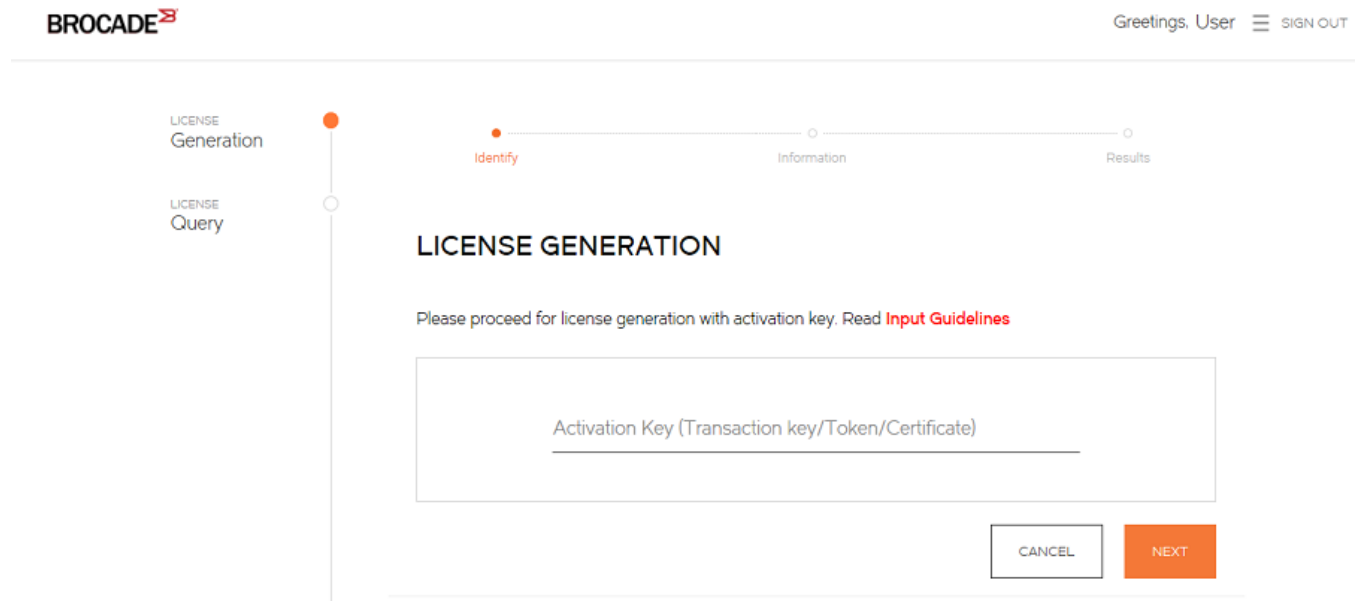 BROCADE
Greetings, User SIGN OUT
LICENSE
Generation
LICENSE
Query
Identify Information Results
LICENSE GENERATION
Please proceed for license generation with activation key. Read Input Guidelines
Activation Key (Transaction key/Token/Certificate)
CANCEL NEXT